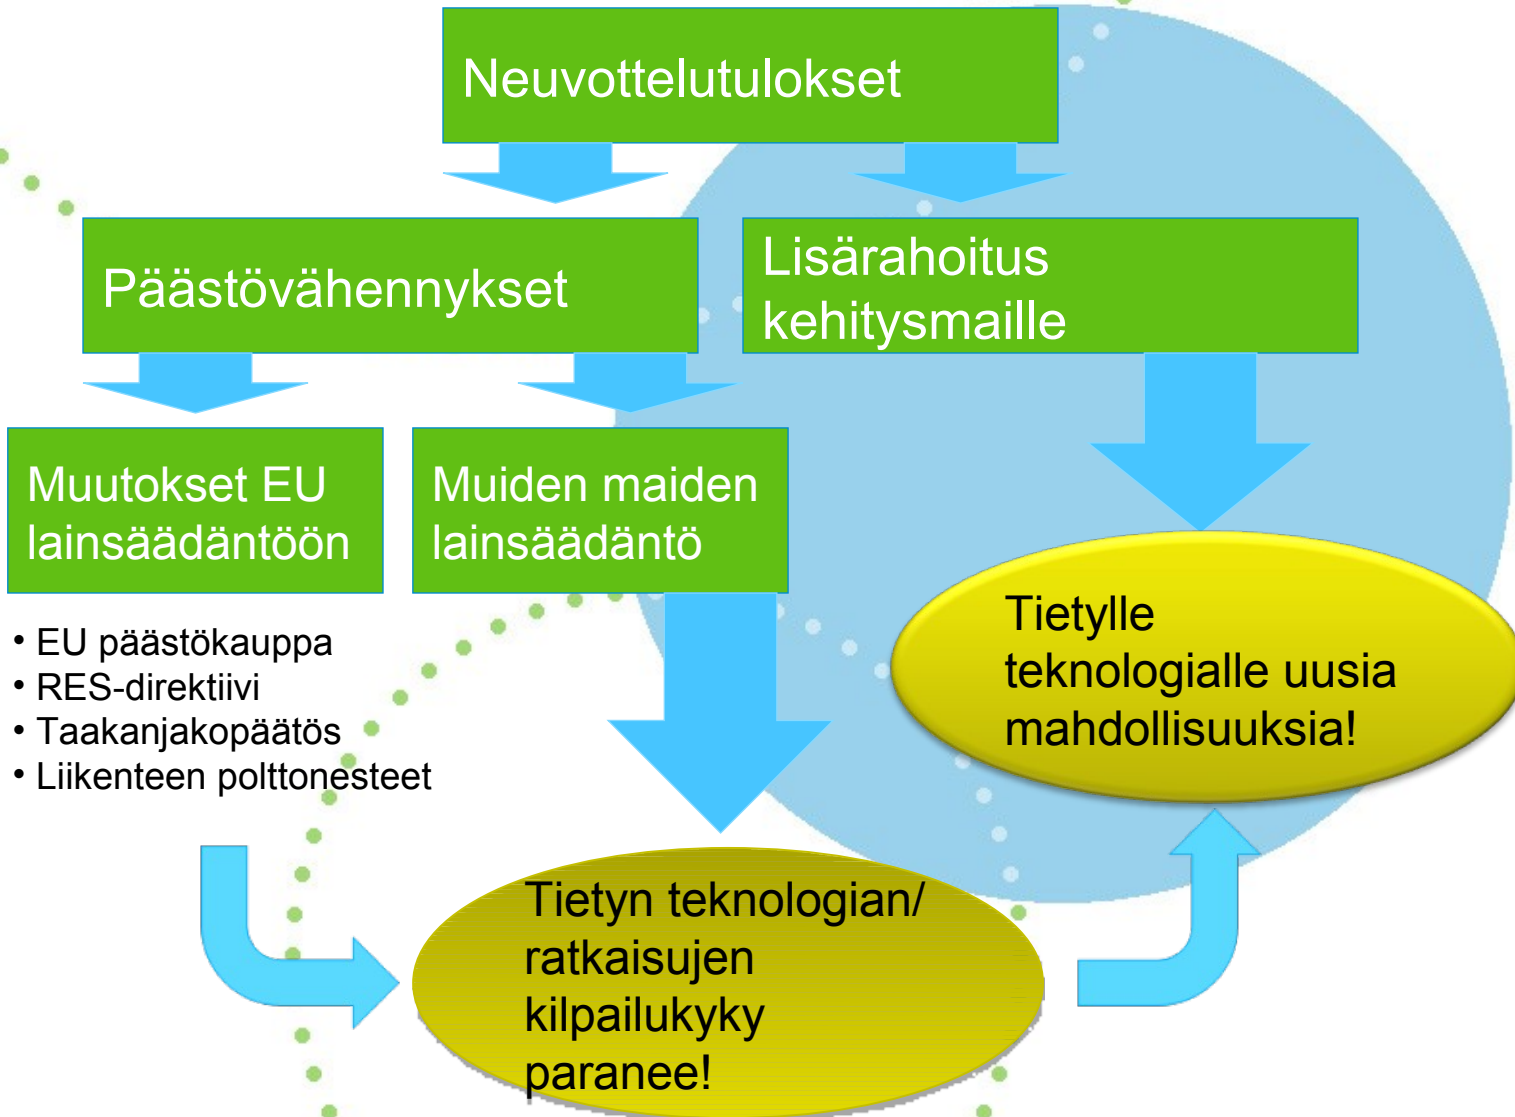 Neuvottelutulokset
Päästövähennykset
Lisärahoitus
kehitysmaille
Muutokset EU
lainsäädäntöön
Muiden maiden
lainsäädäntö
• EU päästökauppa
• RES-direktiivi
• Taakanjakopäätös
• Liikenteen polttonesteet
Tietylle
teknologialle uusia
mahdollisuuksia!
Tietyn teknologian/
ratkaisujen
kilpailukyky
paranee!